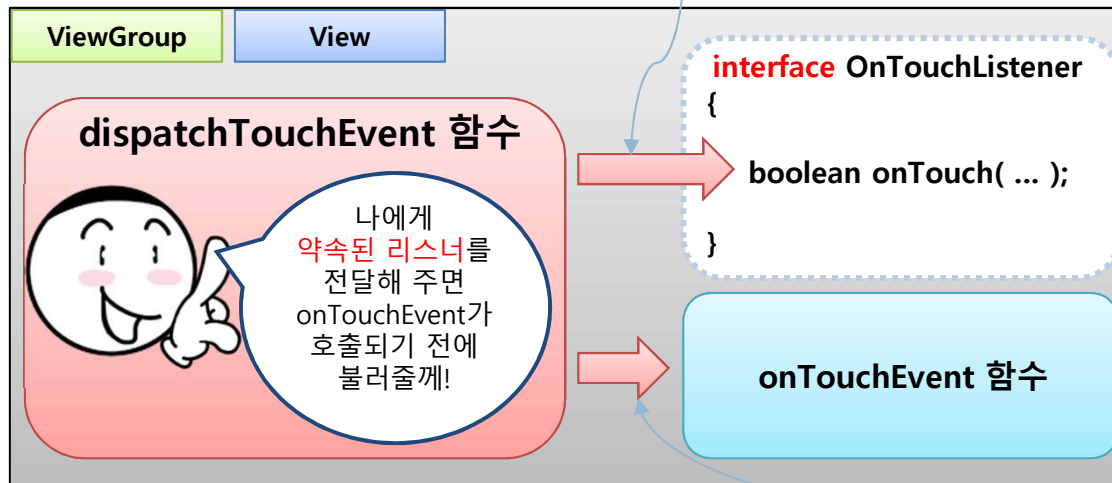 ViewGroup
View
dispatchTouchEvent 함수
나에게
약속된 리스너를
전달해 주면
onTouchEvent가
호출되기 전에
불러줄께!
interface OnTouchListener
{
boolean onTouch( ... );
}
onTouchEvent 함수